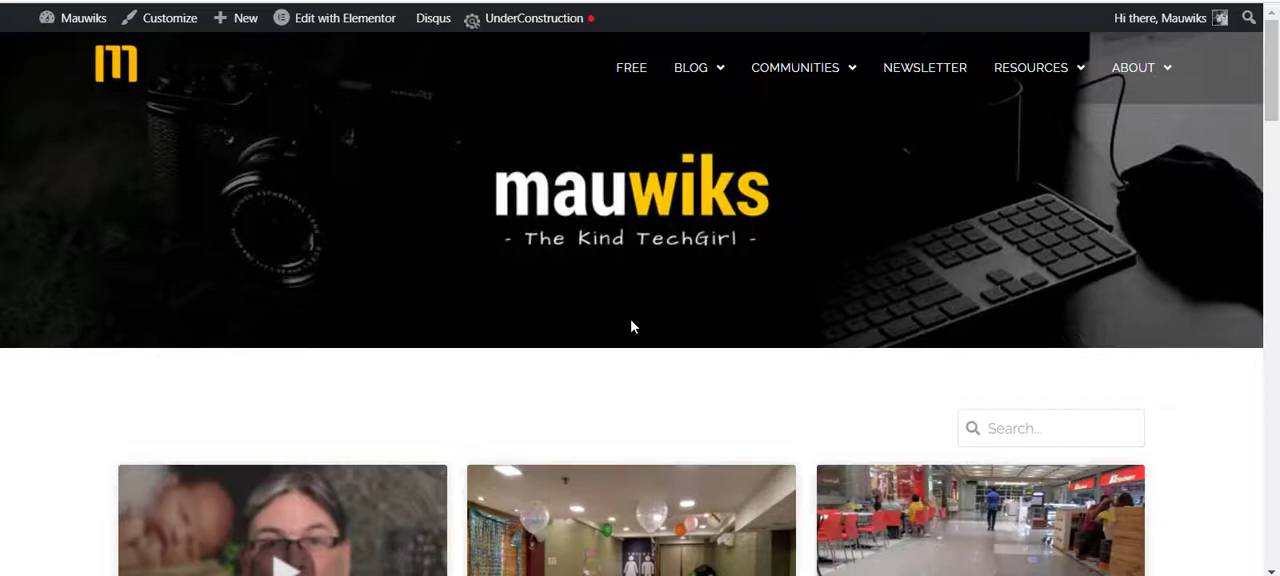 Mauwiks Customize New Edit with Elementor Disqus UnderConstruction Hi there, Mauwiks
m FREE BLOG COMMUNITIES NEWSLETTER RESOURCES ABOUT
mauwiks
- The Kind TechGirl -
Search...